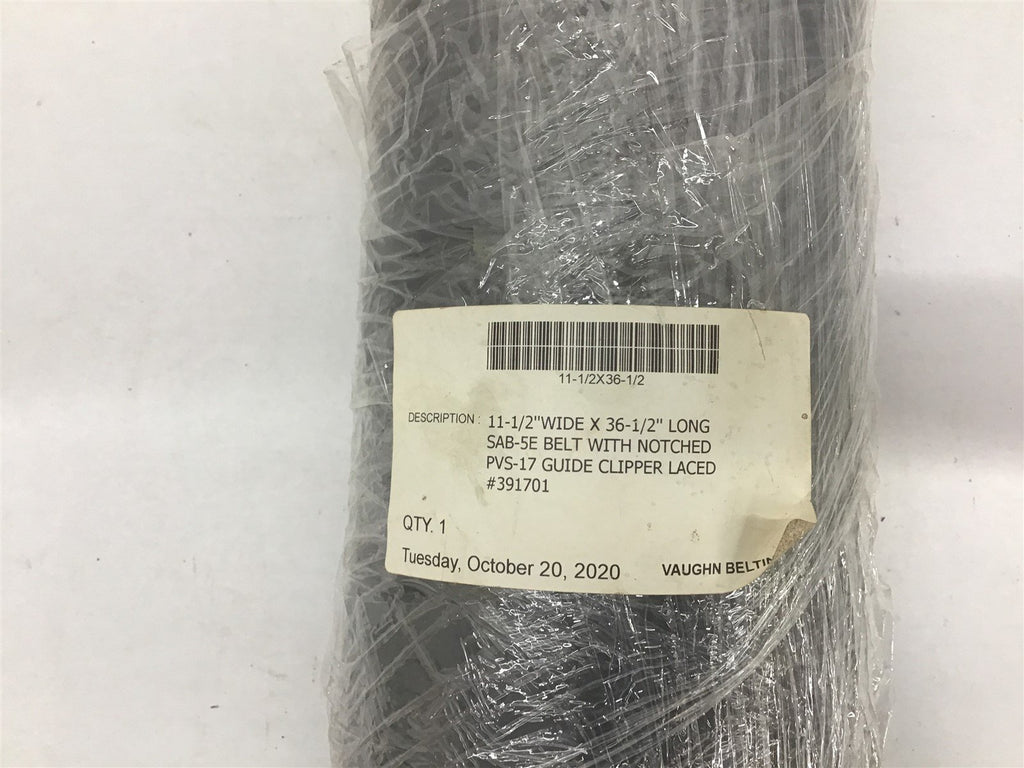 11-1/2X36-1/2
DESCRIPTION : 11-1/2"WIDE X 36-1/2" LONG
SAB-5E BELT WITH NOTCHED
PVS-17 GUIDE CLIPPER LACED
#391701
QTY. 1
Tuesday, October 20, 2020 VAUGHN